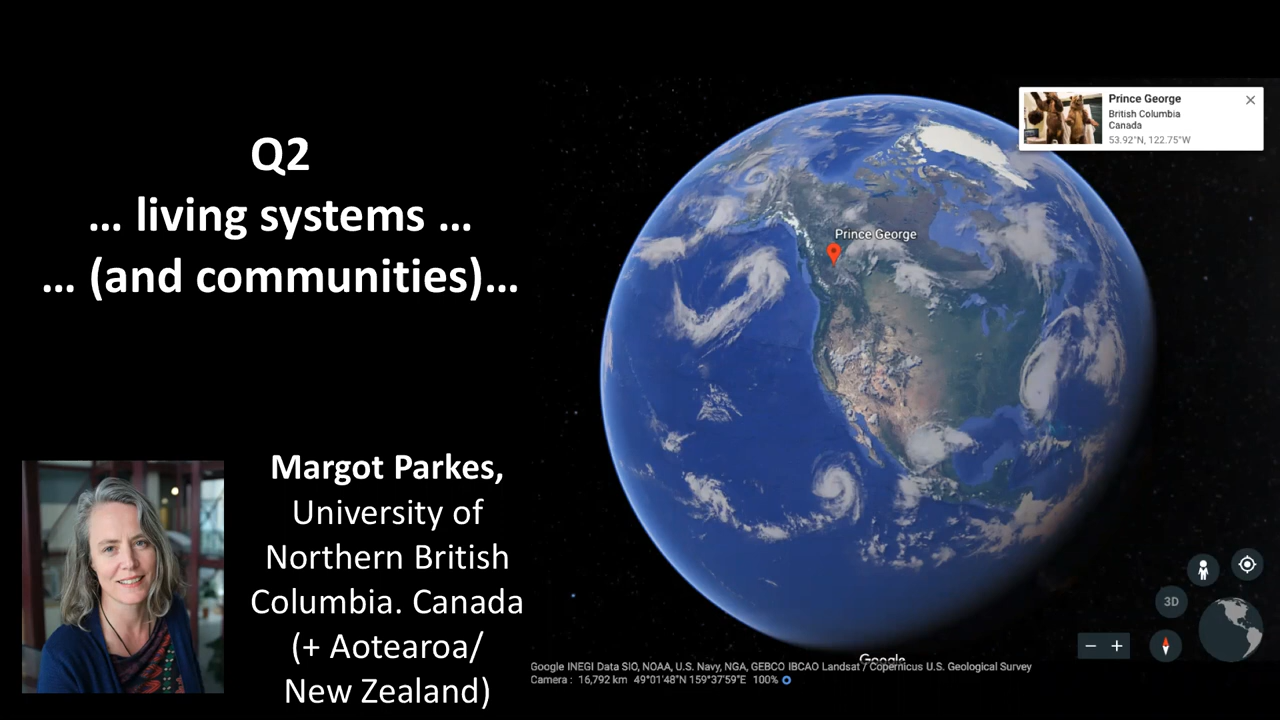 Q2
… living systems …
… (and communities)…
Margot Parkes,
University of
Northern British
Columbia. Canada
(+ Aotearoa/
New Zealand)
Prince George
British Columbia
Canada
53.92°N, 122.75°W
Prince George
3D
Google
Google INEGI Data SIO, NOAA, U.S. Navy, NGA, GEBCO IBCAO Landsat / Copernicus U.S. Geological Survey
Camera : 16,792 km 49°01'48"N 159°37'59"E 100%